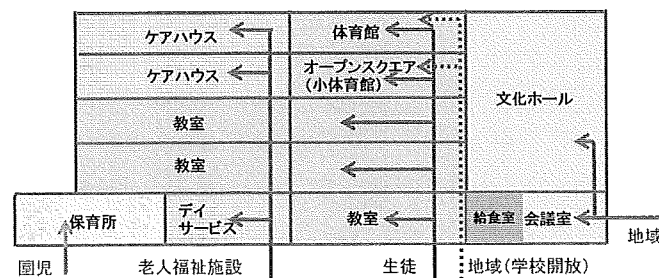 ケアハウス
体育館
ケアハウス
オープンスクエア
(小体育館)
文化ホール
教室
教室
保育所
デイ
サービス
教室
給食室
会議室
地域
園児
老人福祉施設
生徒
地域(学校開放)